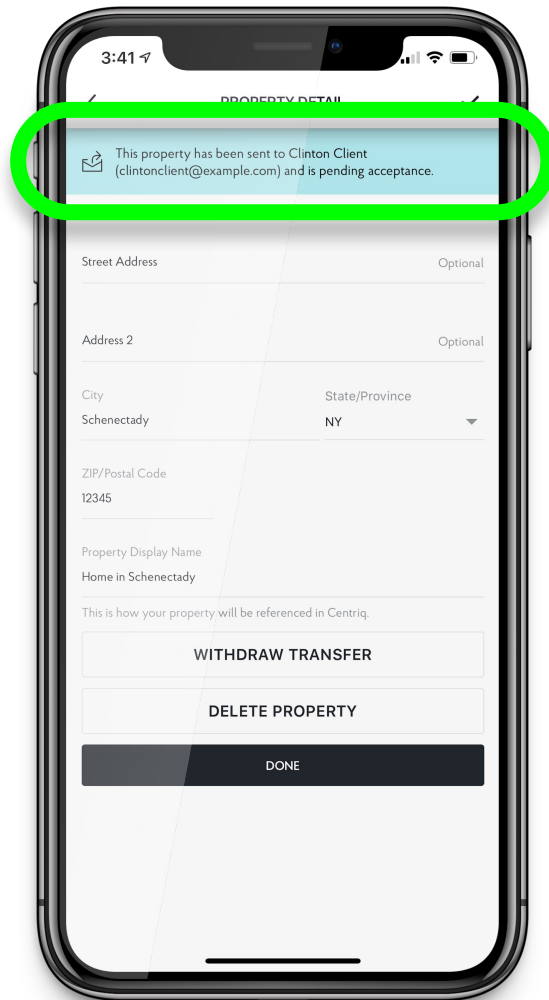 3:41
PROPERTY DETAIL
This property has been sent to Clinton Client
(clintonclient@example.com) and is pending acceptance.
Street Address Optional
Address 2 Optional
City State/Province
Schenectady NY
ZIP/Postal Code
12345
Property Display Name
Home in Schenectady
This is how your property will be referenced in Centriq.
WITHDRAW TRANSFER
DELETE PROPERTY
DONE